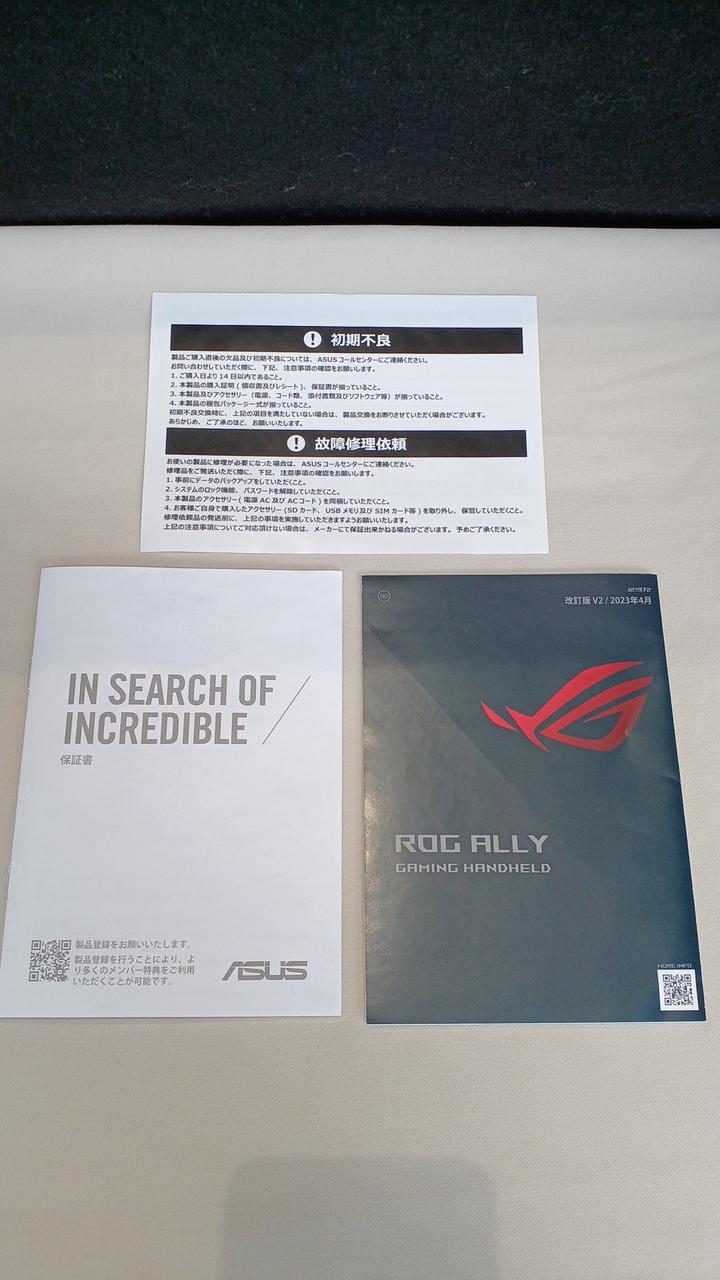 初期不良
製品ご購入直後の欠品及び初期不良については、ASUSコールセンターにご連絡ください。
お問い合わせしていただく際に、下記、注意事項の確認をお願いします。
1. ご購入日より14日以内であること。
2. 本製品の購入証明(領収書及びレシート)、保証書が揃っていること。
3. 本製品及びアクセサリー(電源、コード類、添付書類及びソフトウェア等)が揃っていること。
4. 本製品の梱包パッケージ一式が揃っていること。
初期不良交換時に、上記の項目を満たしていない場合は、製品交換をお断りさせていただく場合がございます。
あらかじめ、ご了承のほど、お願いいたします。
故障修理依頼
お使いの製品に修理が必要になった場合は、ASUSコールセンターにご連絡ください。
修理品をご発送いただく際に、下記、注意事項の確認をお願いいたします。
1. 事前にデータのバックアップをしていただくこと。
2. システムのロック機能、パスワードを解除していただくこと。
3. 本製品のアクセサリー(電源 AC 及び AC コード)を同梱していただくこと。
4. お客様ご自身で購入したアクセサリー(SD カード、USB メモリ及び SIM カード等)を取り外し、保管していただくこと。
修理依頼品の発送前に、上記の事項を実施していただきますようお願いいたします。
上記の注意事項についてご対応頂けない場合は、メーカーにて保証出来かねる場合がございます。予めご了承ください。
IN SEARCH OF
INCREDIBLE
保証書
製品登録をお願いいたします。
製品登録を行うことにより、よ
り多くのメンバー特典をご利用
いただくことが可能です。
ASUS
J21972
改訂版 V2 / 2023年4月
ROG ALLY
GAMING HANDHELD
MORE INFO